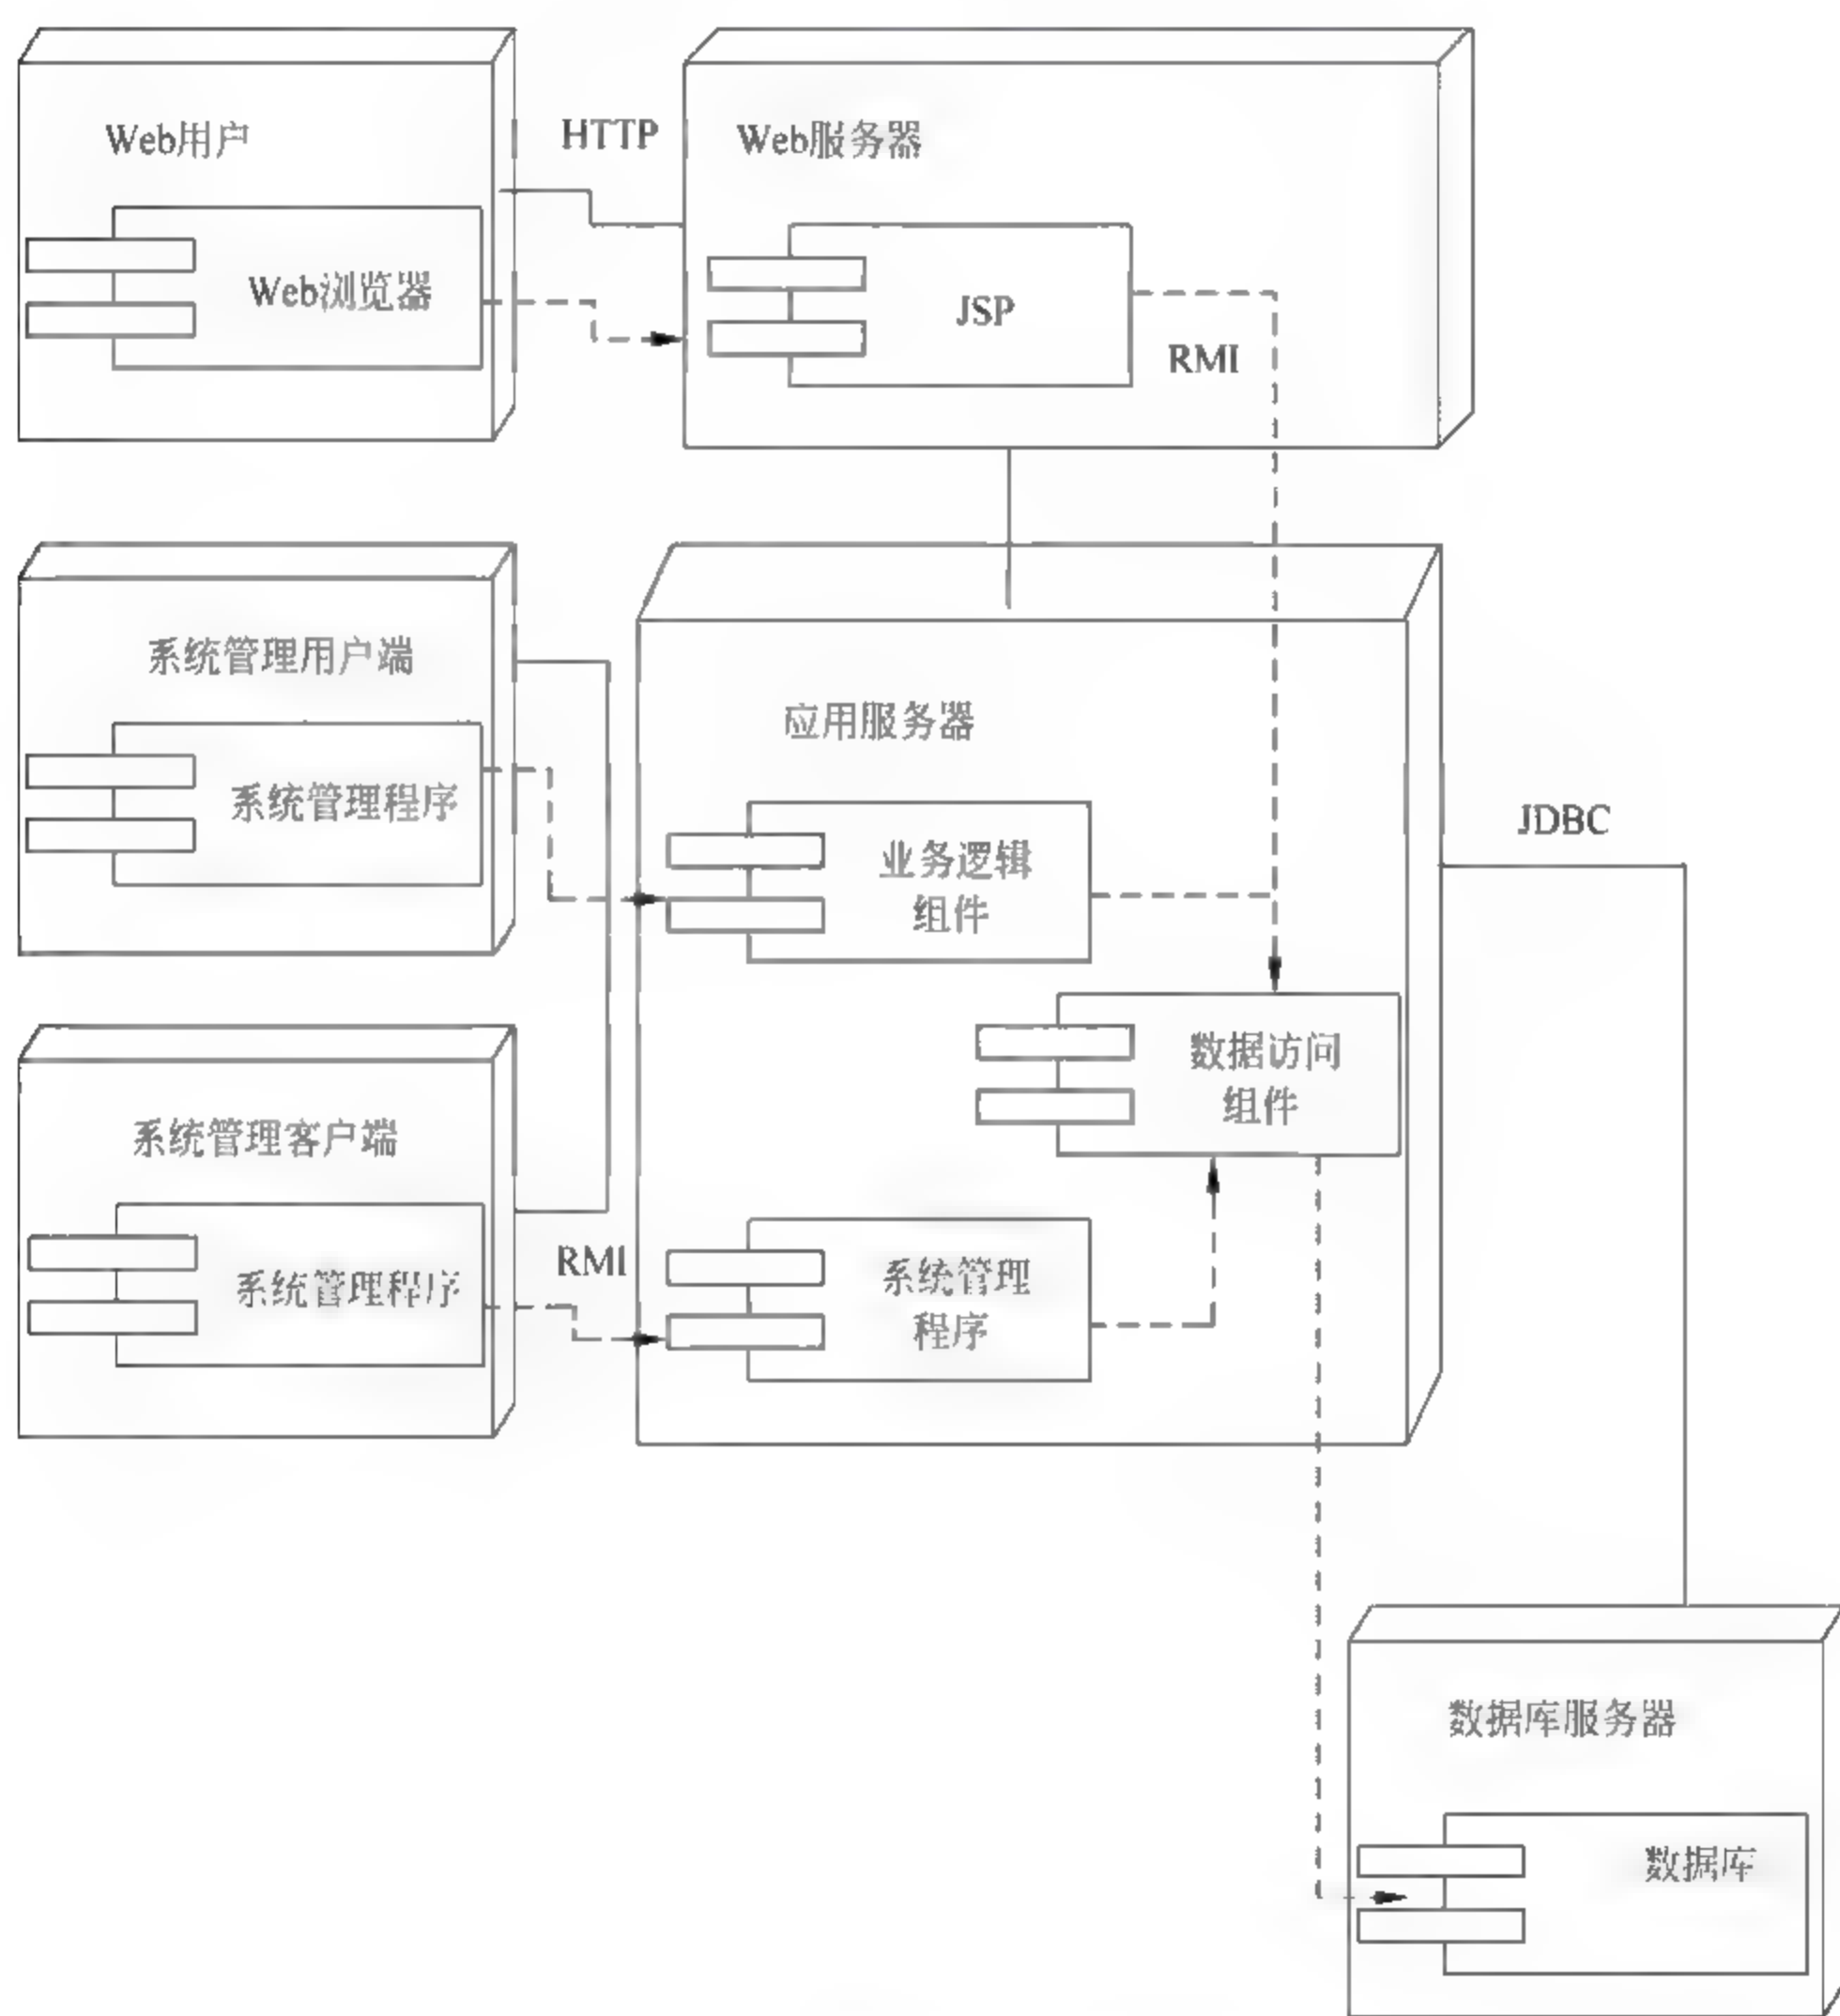 Web用户
HTTP
Web服务器
Web浏览器
JSP
RMI
系统管理用户端
应用服务器
系统管理程序
JDBC
业务逻辑
组件
数据访问
组件
系统管理客户端
RMI
系统管理程序
系统管理
程序
数据库服务器
数据库